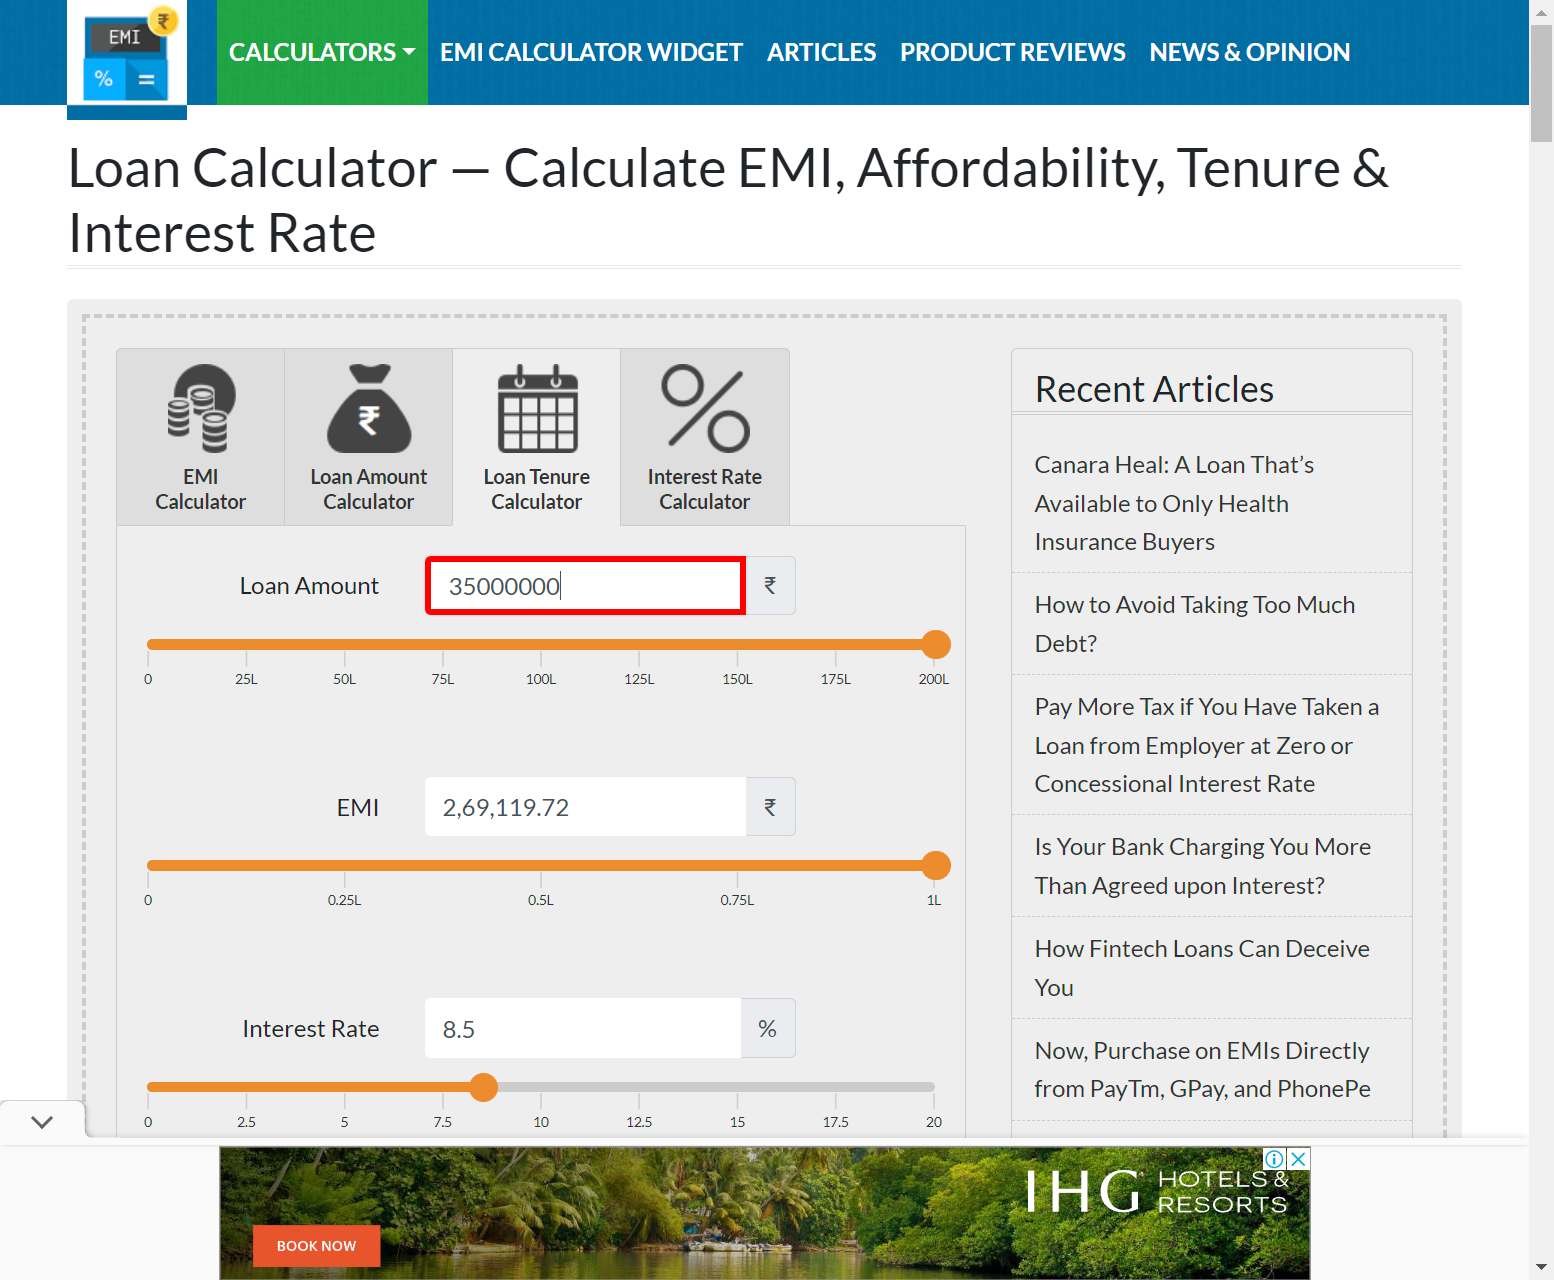 EMI
₹
% =
CALCULATORS EMI CALCULATOR WIDGET ARTICLES PRODUCT REVIEWS NEWS & OPINION
Loan Calculator — Calculate EMI, Affordability, Tenure &
Interest Rate
EMI
Calculator
₹
Loan Amount
Calculator
Loan Tenure
Calculator
Interest Rate
Calculator
Loan Amount 35000000 ₹
0 25L 50L 75L 100L 125L 150L 175L 200L
EMI 2,69,119.72 ₹
0 0.25L 0.5L 0.75L 1L
Interest Rate 8.5 %
0 2.5 5 7.5 10 12.5 15 17.5 20
Recent Articles
Canara Heal: A Loan That’s
Available to Only Health
Insurance Buyers
How to Avoid Taking Too Much
Debt?
Pay More Tax if You Have Taken a
Loan from Employer at Zero or
Concessional Interest Rate
Is Your Bank Charging You More
Than Agreed upon Interest?
How Fintech Loans Can Deceive
You
Now, Purchase on EMIs Directly
from PayTm, GPay, and PhonePe
IHG HOTELS &
RESORTS
BOOK NOW